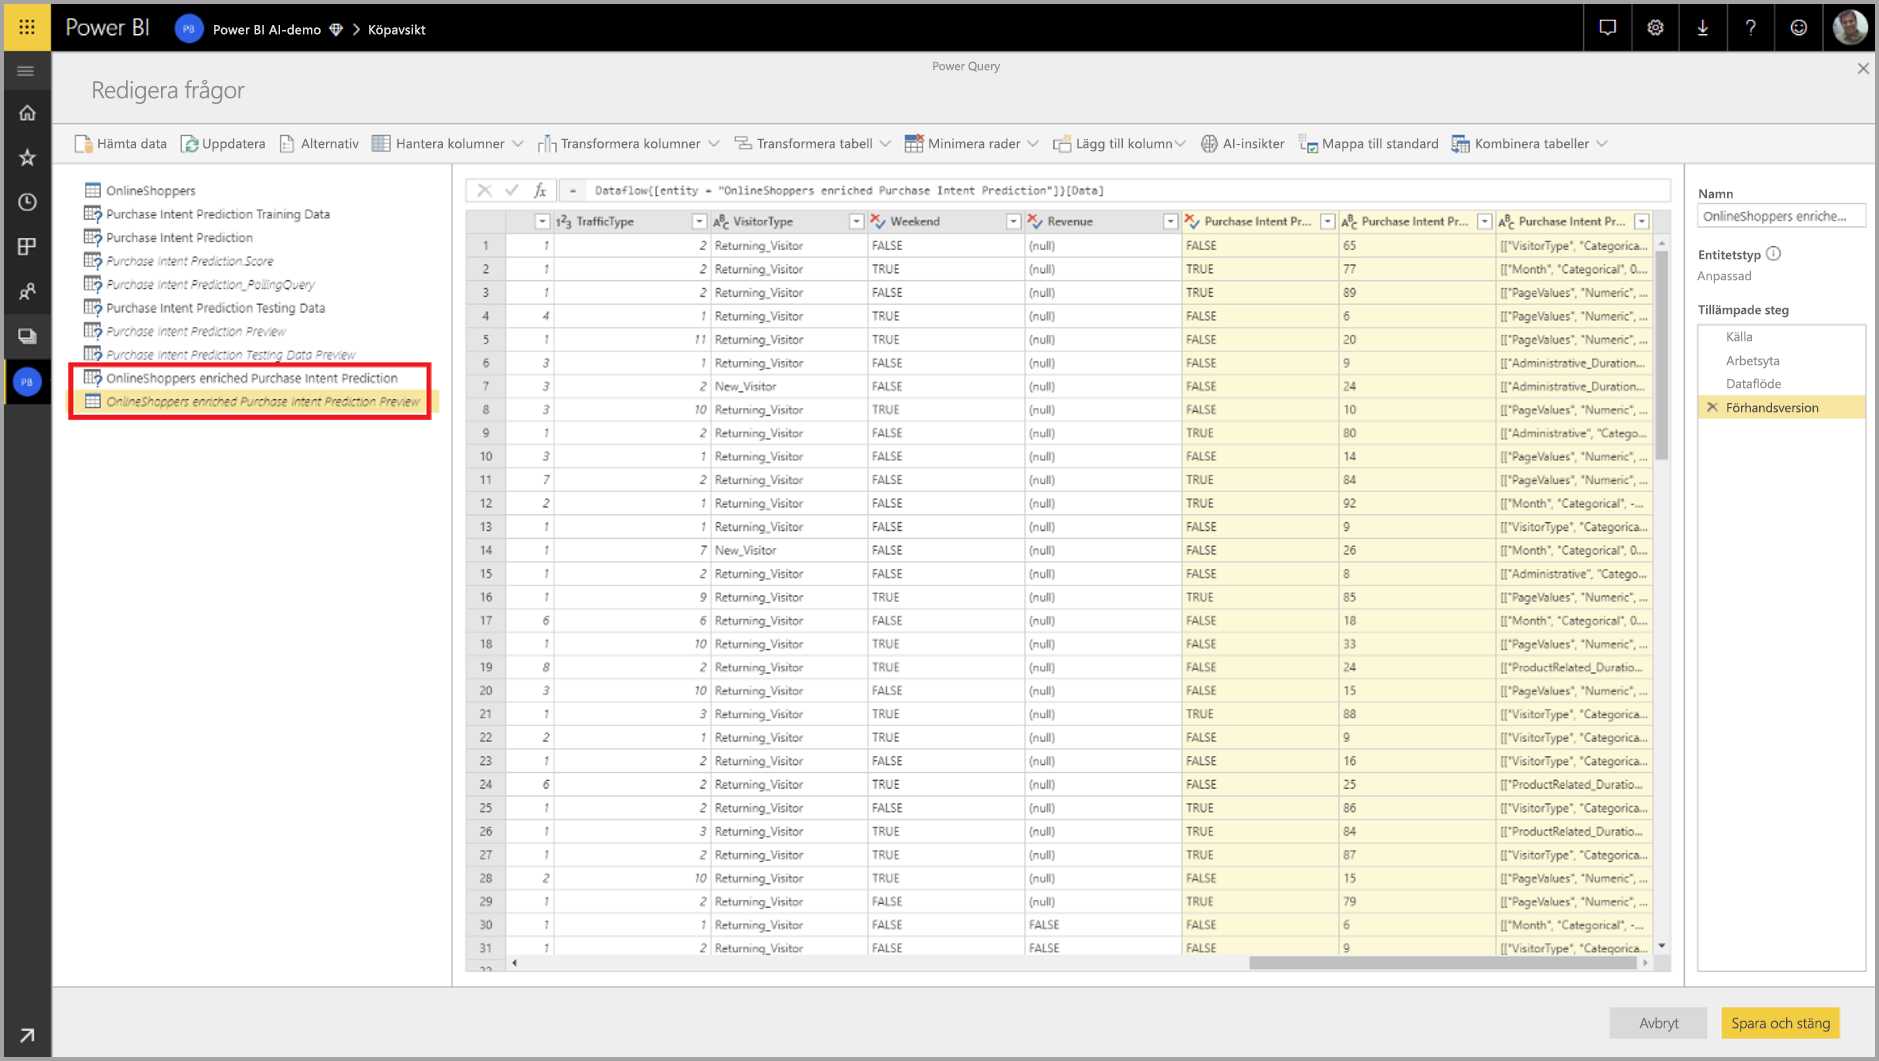 Power BI PB Power BI AI-demo Köpavsikt
Power Query
Redigera frågor
Hämta data Uppdatera Alternativ Hantera kolumner Transformera kolumner Transformera tabell Minimera rader Lägg till kolumn AI-insikter Mappa till standard Kombinera tabeller
OnlineShoppers
Purchase Intent Prediction Training Data
Purchase Intent Prediction
Purchase Intent Prediction.Score
Purchase Intent Prediction_PollingQuery
Purchase Intent Prediction Testing Data
Purchase Intent Prediction Preview
Purchase Intent Prediction Testing Data Preview
OnlineShoppers enriched Purchase Intent Prediction
OnlineShoppers enriched Purchase Intent Prediction Preview
PB
fx = Dataflow{[entity = "OnlineShoppers enriched Purchase Intent Prediction"]}[Data]
123 TrafficType ABC VisitorType Weekend Revenue Purchase Intent Pr... ABC Purchase Intent Pr... ABC Purchase Intent Pr...
1 1 2 Returning_Visitor FALSE (null) FALSE 65 [["VisitorType", "Categorica...
2 1 2 Returning_Visitor TRUE (null) TRUE 77 [["Month", "Categorical", 0....
3 1 2 Returning_Visitor FALSE (null) TRUE 89 [["PageValues", "Numeric", ...
4 4 1 Returning_Visitor TRUE (null) FALSE 6 [["PageValues", "Numeric", ...
5 1 11 Returning_Visitor TRUE (null) FALSE 20 [["PageValues", "Numeric", ...
6 3 1 Returning_Visitor FALSE (null) FALSE 9 [["Administrative_Duration...
7 3 2 New_Visitor FALSE (null) FALSE 24 [["Administrative_Duration...
8 3 10 Returning_Visitor TRUE (null) FALSE 10 [["PageValues", "Numeric", ...
9 1 2 Returning_Visitor FALSE (null) TRUE 80 [["Administrative", "Catego...
10 3 1 Returning_Visitor FALSE (null) FALSE 14 [["PageValues", "Numeric", ...
11 7 2 Returning_Visitor FALSE (null) TRUE 84 [["PageValues", "Numeric", ...
12 2 1 Returning_Visitor FALSE (null) TRUE 92 [["Month", "Categorical", -...
13 1 1 Returning_Visitor FALSE (null) FALSE 9 [["VisitorType", "Categorica...
14 1 7 New_Visitor FALSE (null) FALSE 26 [["Month", "Categorical", 0....
15 1 2 Returning_Visitor FALSE (null) FALSE 8 [["Administrative", "Catego...
16 1 9 Returning_Visitor TRUE (null) TRUE 85 [["PageValues", "Numeric", ...
17 6 6 Returning_Visitor FALSE (null) FALSE 18 [["Month", "Categorical", 0....
18 1 10 Returning_Visitor TRUE (null) FALSE 33 [["PageValues", "Numeric", ...
19 8 2 Returning_Visitor TRUE (null) FALSE 24 [["ProductRelated_Duratio...
20 3 10 Returning_Visitor FALSE (null) FALSE 15 [["PageValues", "Numeric", ...
21 1 3 Returning_Visitor TRUE (null) TRUE 88 [["VisitorType", "Categorica...
22 2 1 Returning_Visitor TRUE (null) FALSE 9 [["VisitorType", "Categorica...
23 1 2 Returning_Visitor FALSE (null) FALSE 16 [["VisitorType", "Categorica...
24 6 2 Returning_Visitor TRUE (null) FALSE 25 [["ProductRelated_Duratio...
25 1 2 Returning_Visitor FALSE (null) TRUE 86 [["VisitorType", "Categorica...
26 1 3 Returning_Visitor TRUE (null) TRUE 84 [["ProductRelated_Duratio...
27 1 2 Returning_Visitor TRUE (null) TRUE 87 [["VisitorType", "Categorica...
28 2 10 Returning_Visitor TRUE (null) FALSE 15 [["PageValues", "Numeric", ...
29 1 2 Returning_Visitor FALSE (null) TRUE 79 [["PageValues", "Numeric", ...
30 1 1 Returning_Visitor FALSE FALSE FALSE 6 [["Month", "Categorical", -...
31 1 2 Returning_Visitor FALSE FALSE FALSE 9 [["VisitorType", "Categorica...
Namn
OnlineShoppers enriche...
Entitetstyp
Anpassad
Tillämpade steg
Källa
Arbetsyta
Dataflöde
Förhandsversion
Avbryt Spara och stäng